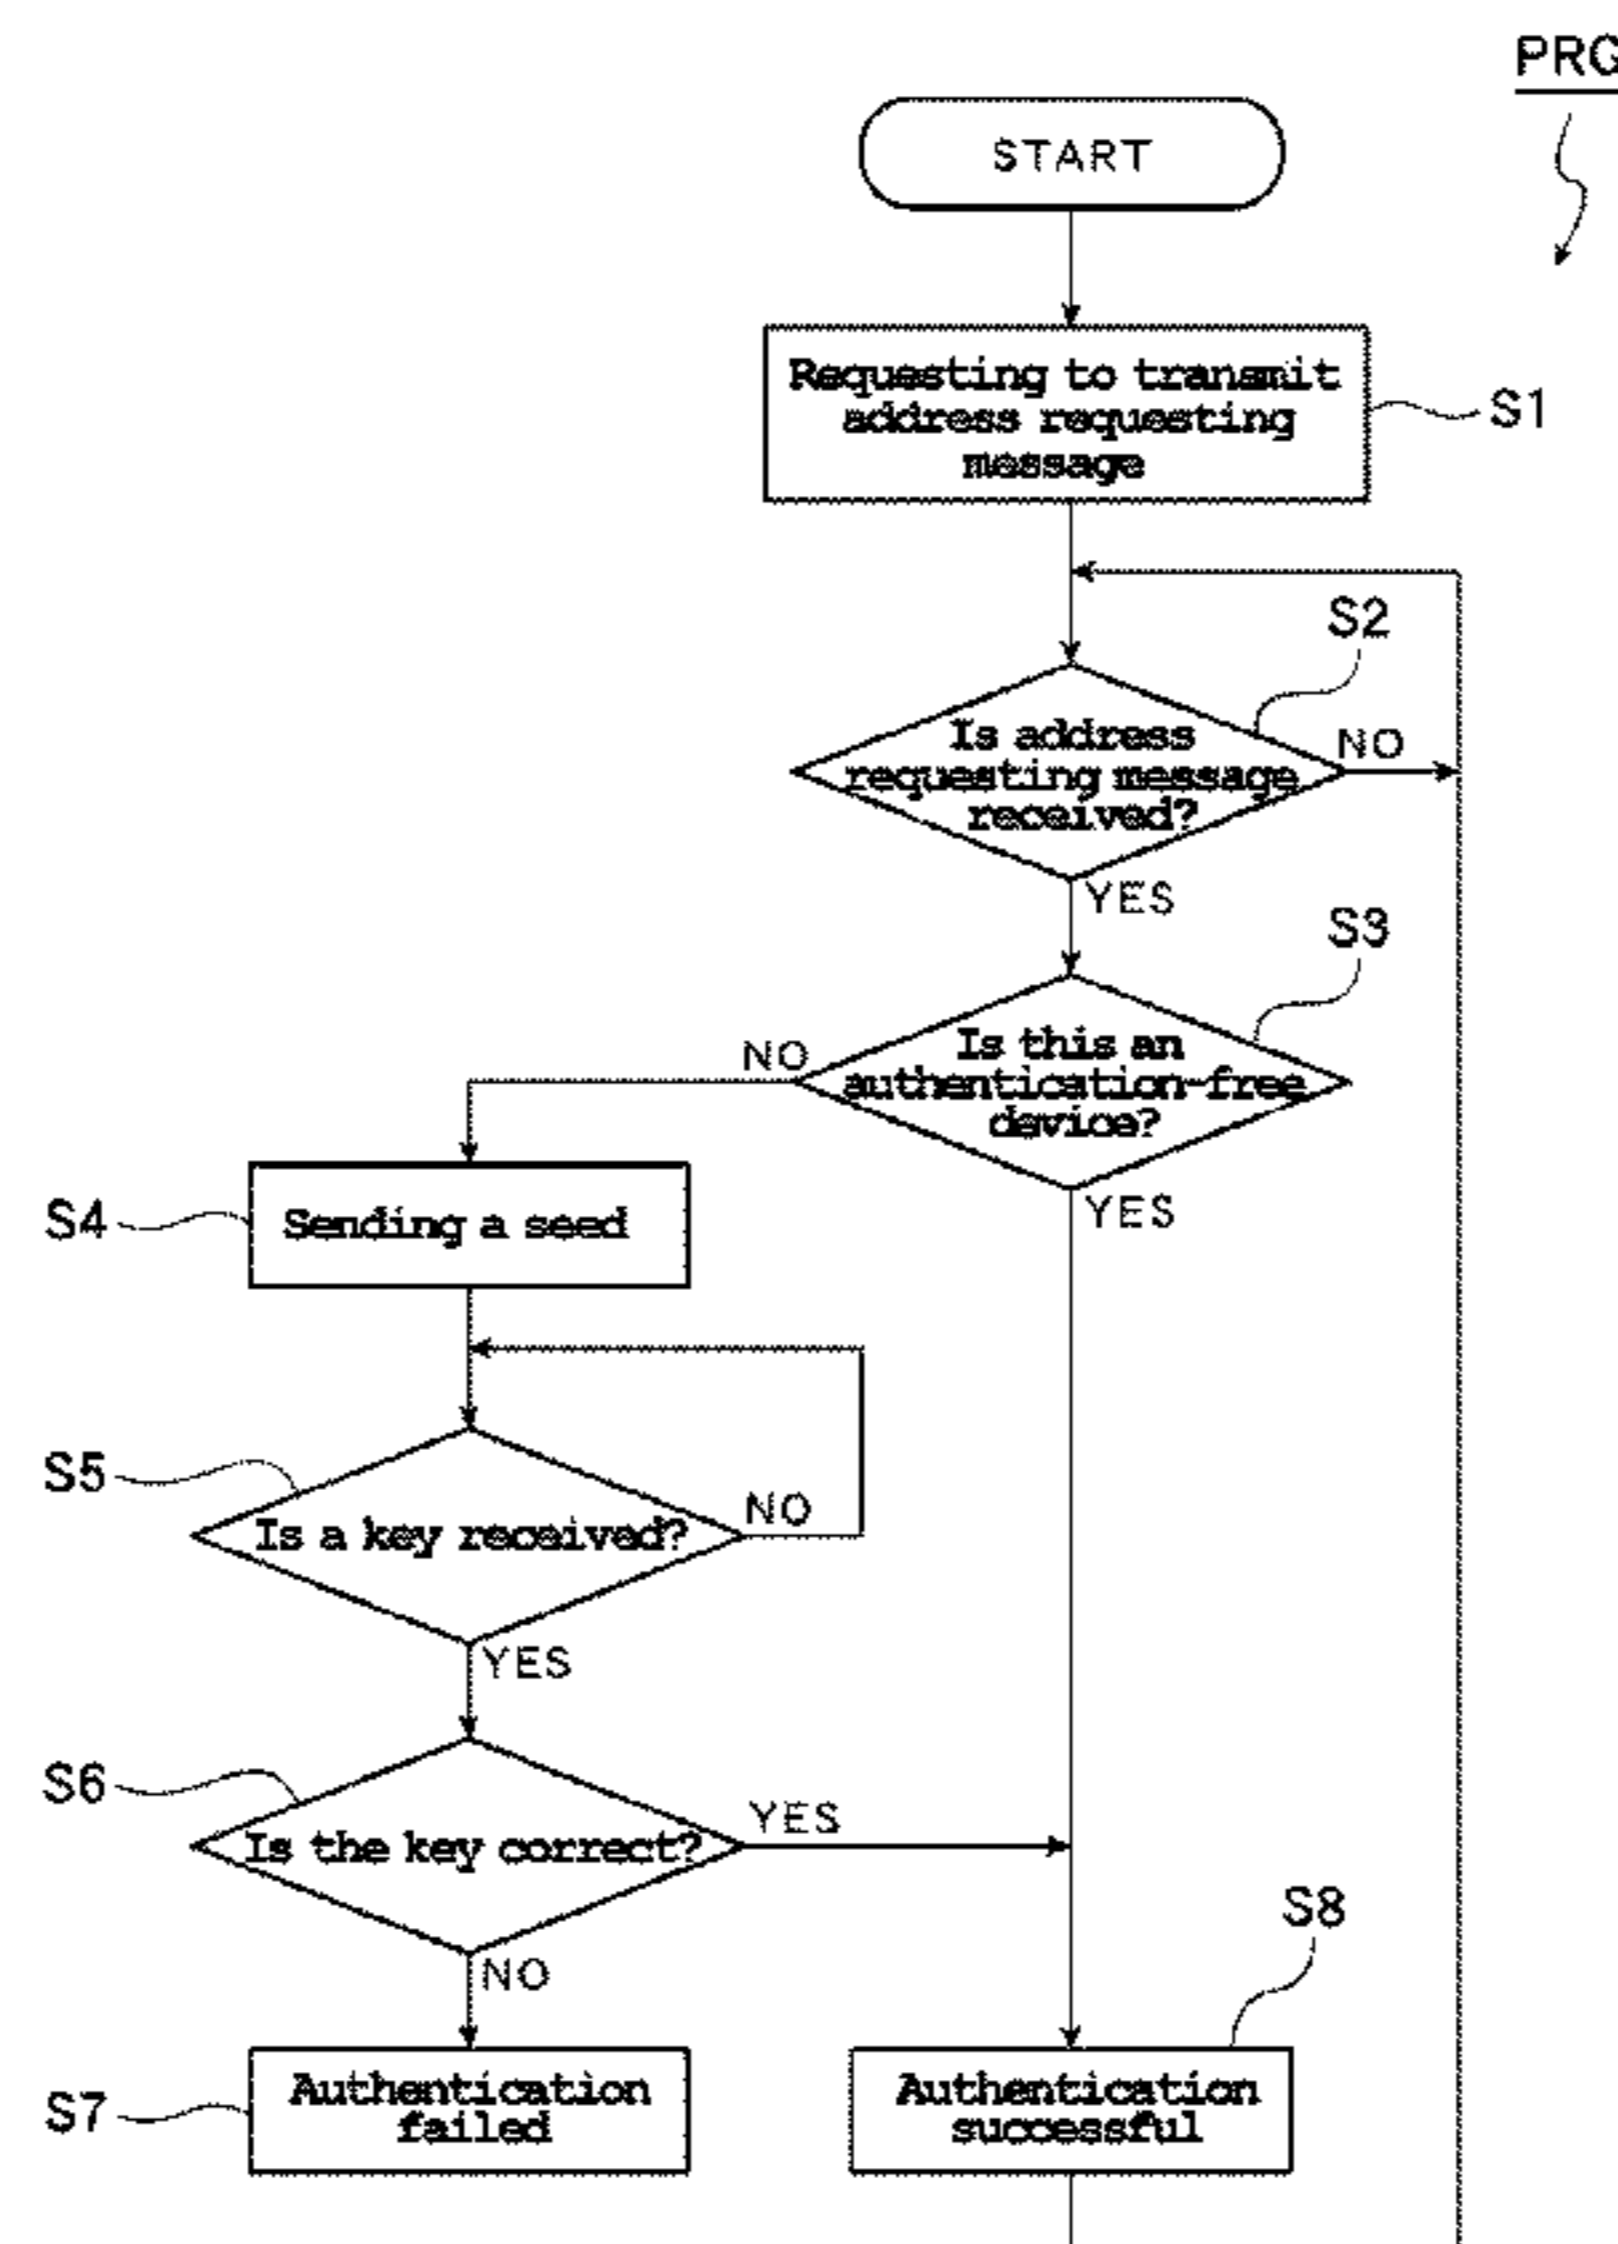 PRG
START
Requesting to transmit
address requesting
message
S1
S2
Is address
requesting message
received?
NO
YES
S3
Is this an
authentication-free
device?
NO
YES
S4
Sending a seed
S5
Is a key received?
NO
YES
S6
Is the key correct?
YES
NO
S8
S7
Authentication
failed
Authentication
successful